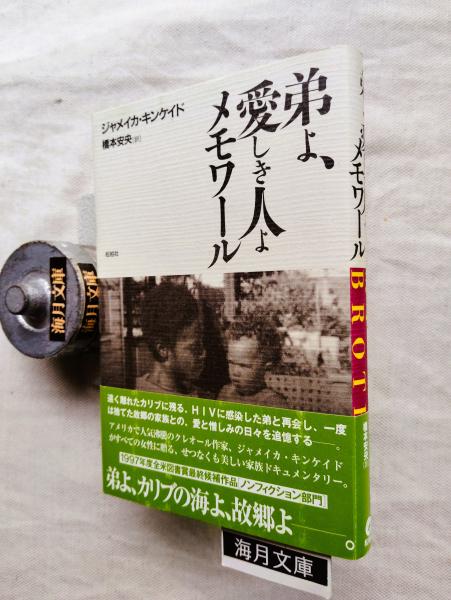 弟よ、
愛しき人よ
メモワール
ジャメイカ・キンケイド
橋本安央[訳]
松柏社
遠く離れたカリブに残る、HIVに感染した弟と再会し、一度
は捨てた故郷の家族との、愛と憎しみの日々を追憶する――。
アメリカで人気沸騰のクレオール作家、ジャメイカ・キンケイド
がすべての女性に贈る、せつなくも美しい家族ドキュメンタリー。
1997年度全米図書賞最終候補作品[ノンフィクション部門]
弟よ、カリブの海よ、故郷よ――。
メモワール
BROT
橋本安央
海月文庫
海月文庫